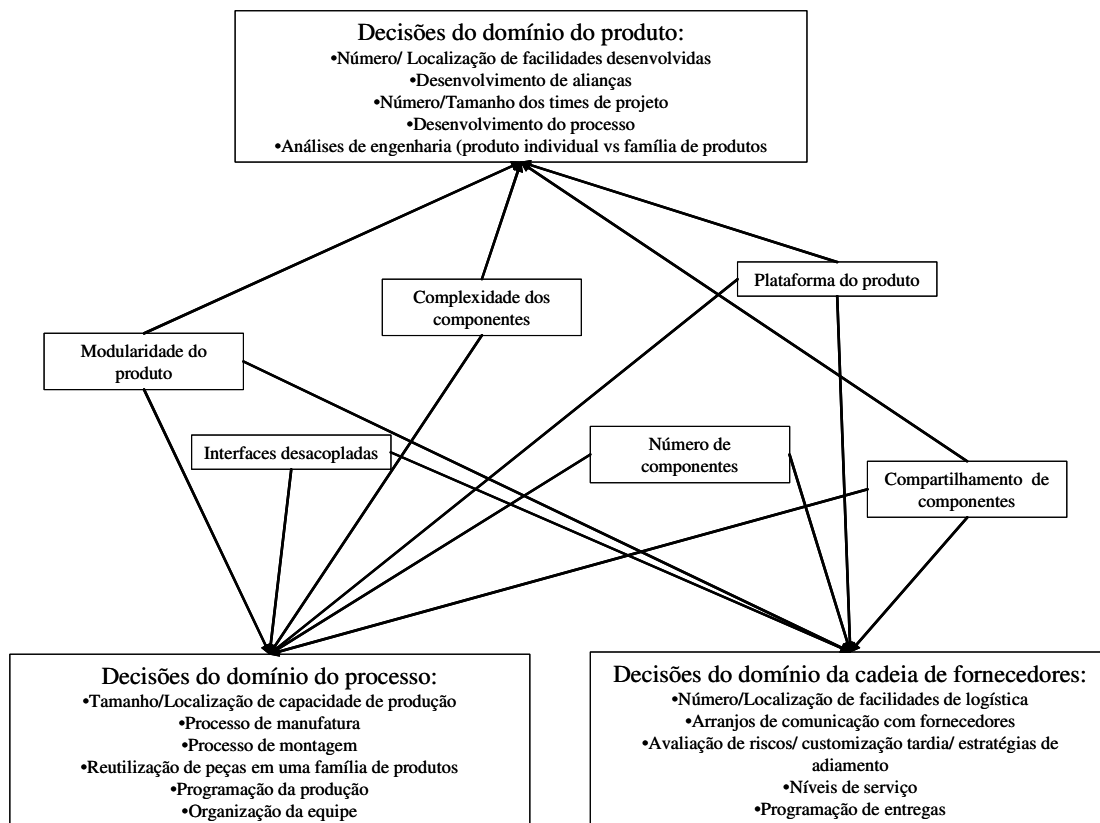 Decisões do domínio do produto:
•Número/ Localização de facilidades desenvolvidas
•Desenvolvimento de alianças
•Número/Tamanho dos times de projeto
•Desenvolvimento do processo
•Análises de engenharia (produto individual vs família de produtos
Complexidade dos
componentes
Plataforma do produto
Modularidade do
produto
Interfaces desacopladas
Número de
componentes
Compartilhamento de
componentes
Decisões do domínio do processo:
•Tamanho/Localização de capacidade de produção
•Processo de manufatura
•Processo de montagem
•Reutilização de peças em uma família de produtos
•Programação da produção
•Organização da equipe
Decisões do domínio da cadeia de fornecedores:
•Número/Localização de facilidades de logística
•Arranjos de comunicação com fornecedores
•Avaliação de riscos/ customização tardia/ estratégias de
adiamento
•Níveis de serviço
•Programação de entregas